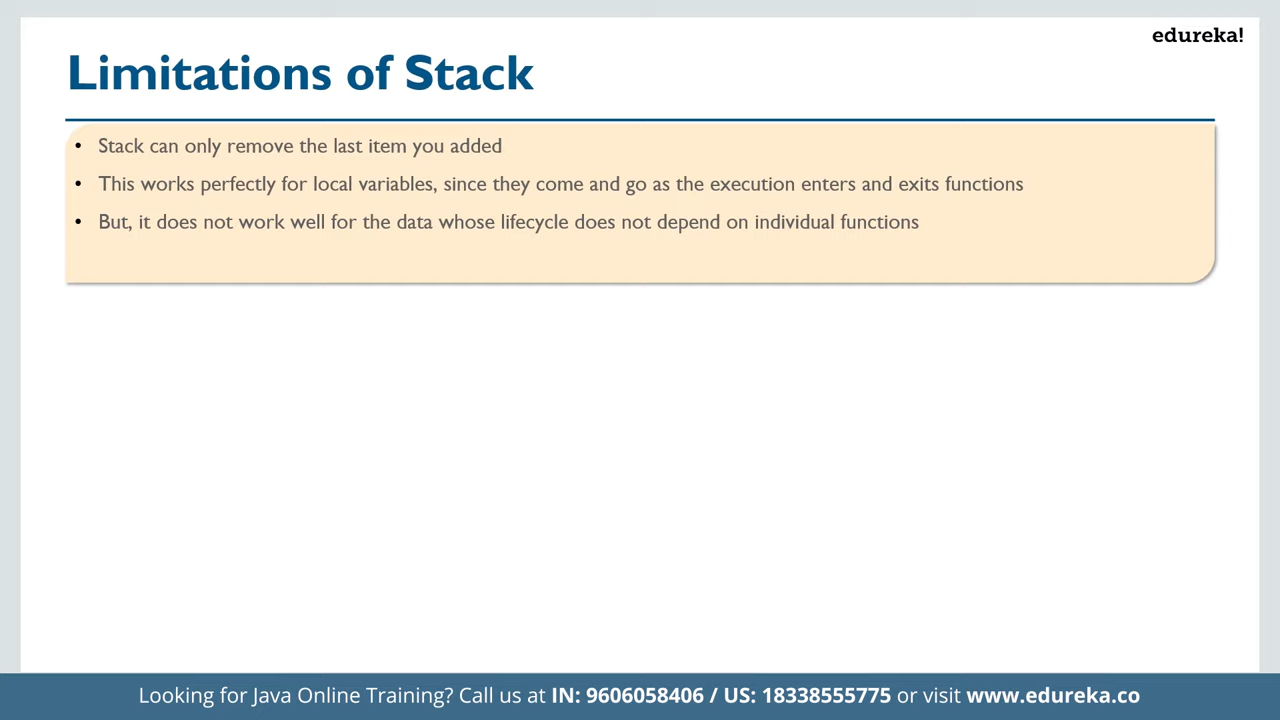 edureka!
Limitations of Stack
• Stack can only remove the last item you added
• This works perfectly for local variables, since they come and go as the execution enters and exits functions
• But, it does not work well for the data whose lifecycle does not depend on individual functions
Looking for Java Online Training? Call us at IN: 9606058406 / US: 18338555775 or visit www.edureka.co